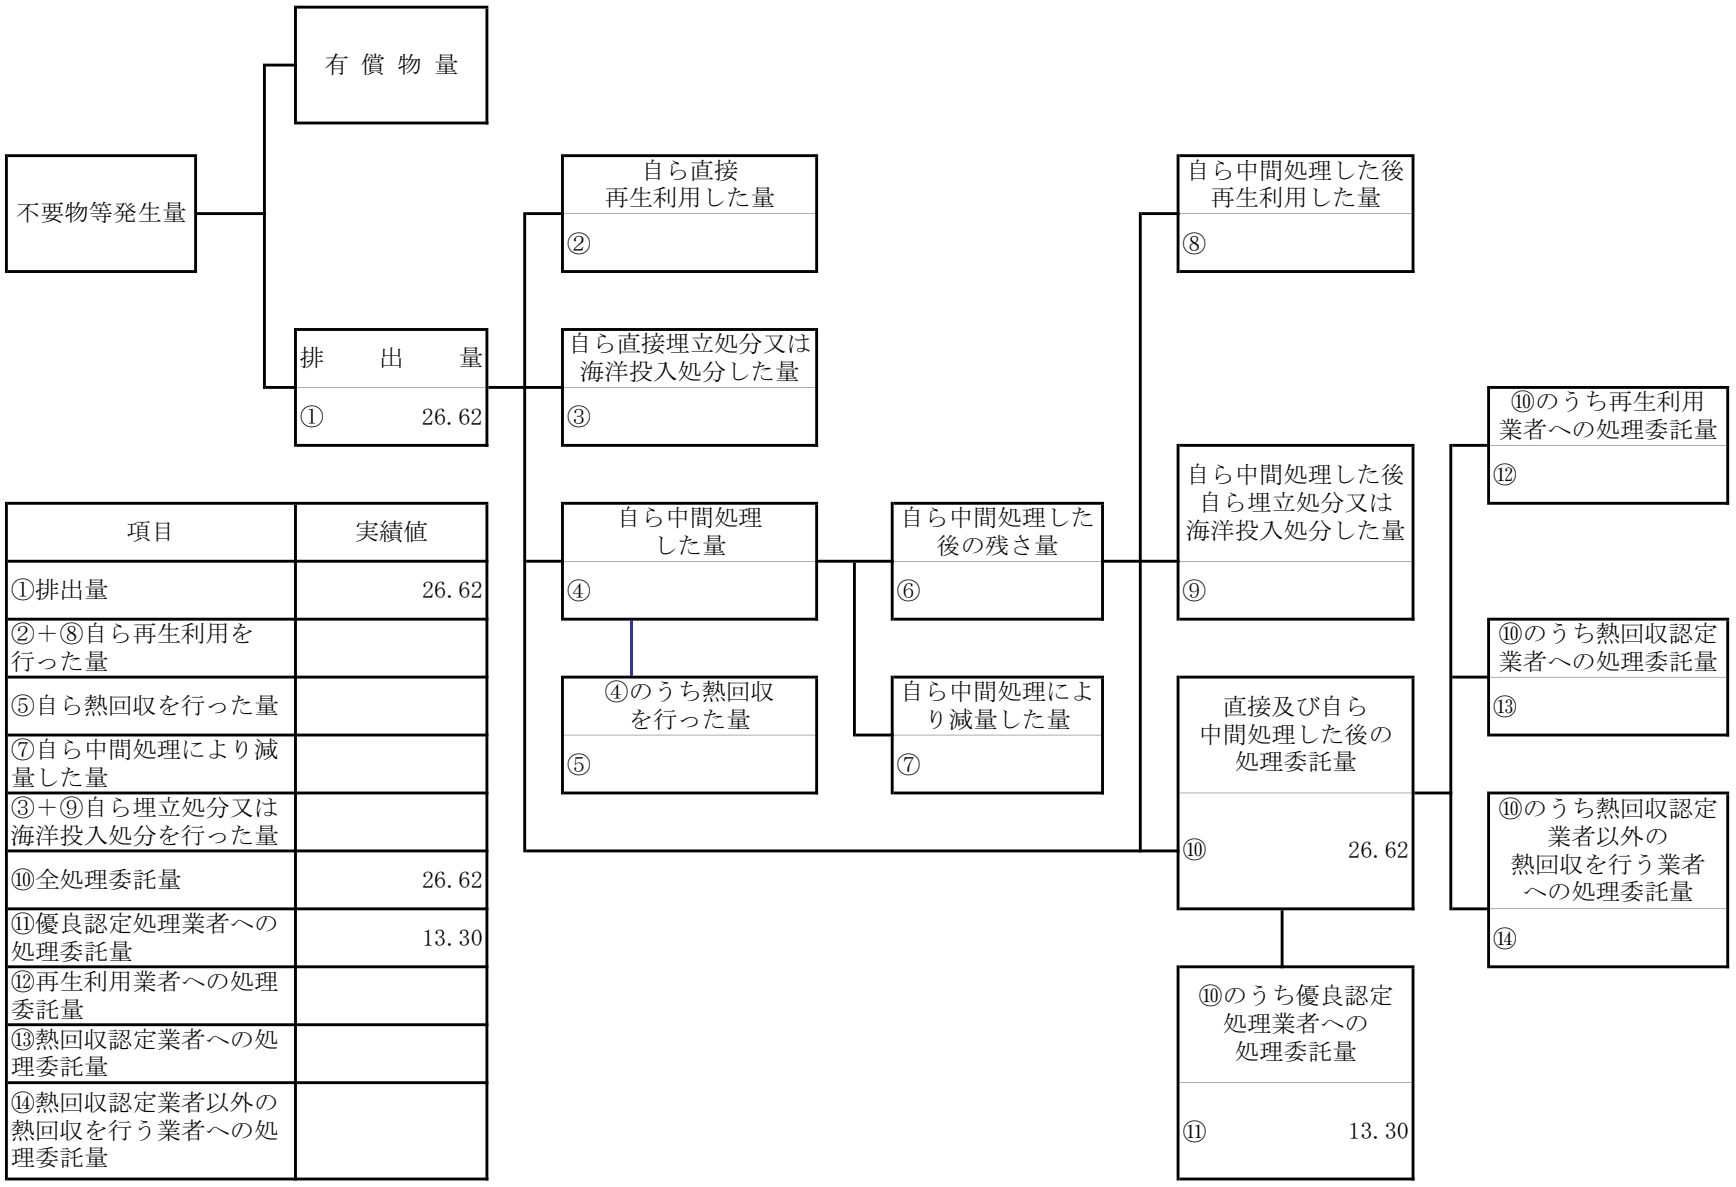 有償物量
不要物等発生量
排出量
① 26.62
自ら直接
再生利用した量
②
自ら直接埋立処分又は
海洋投入処分した量
③
自ら中間処理
した量
④
④のうち熱回収
を行った量
⑤
自ら中間処理した
後の残さ量
⑥
自ら中間処理によ
り減量した量
⑦
自ら中間処理した後
再生利用した量
⑧
自ら中間処理した後
自ら埋立処分又は
海洋投入処分した量
⑨
直接及び自ら
中間処理した後の
処理委託量
⑩ 26.62
⑩のうち優良認定
処理業者への
処理委託量
⑪ 13.30
⑩のうち再生利用
業者への処理委託量
⑫
⑩のうち熱回収認定
業者への処理委託量
⑬
⑩のうち熱回収認定
業者以外の
熱回収を行う業者
への処理委託量
⑭
項目 実績値
①排出量 26.62
②+⑧自ら再生利用を
行った量
⑤自ら熱回収を行った量
⑦自ら中間処理により減
量した量
③+⑨自ら埋立処分又は
海洋投入処分を行った量
⑩全処理委託量 26.62
⑪優良認定処理業者への
処理委託量 13.30
⑫再生利用業者への処理
委託量
⑬熱回収認定業者への処
理委託量
⑭熱回収認定業者以外の
熱回収を行う業者への処
理委託量